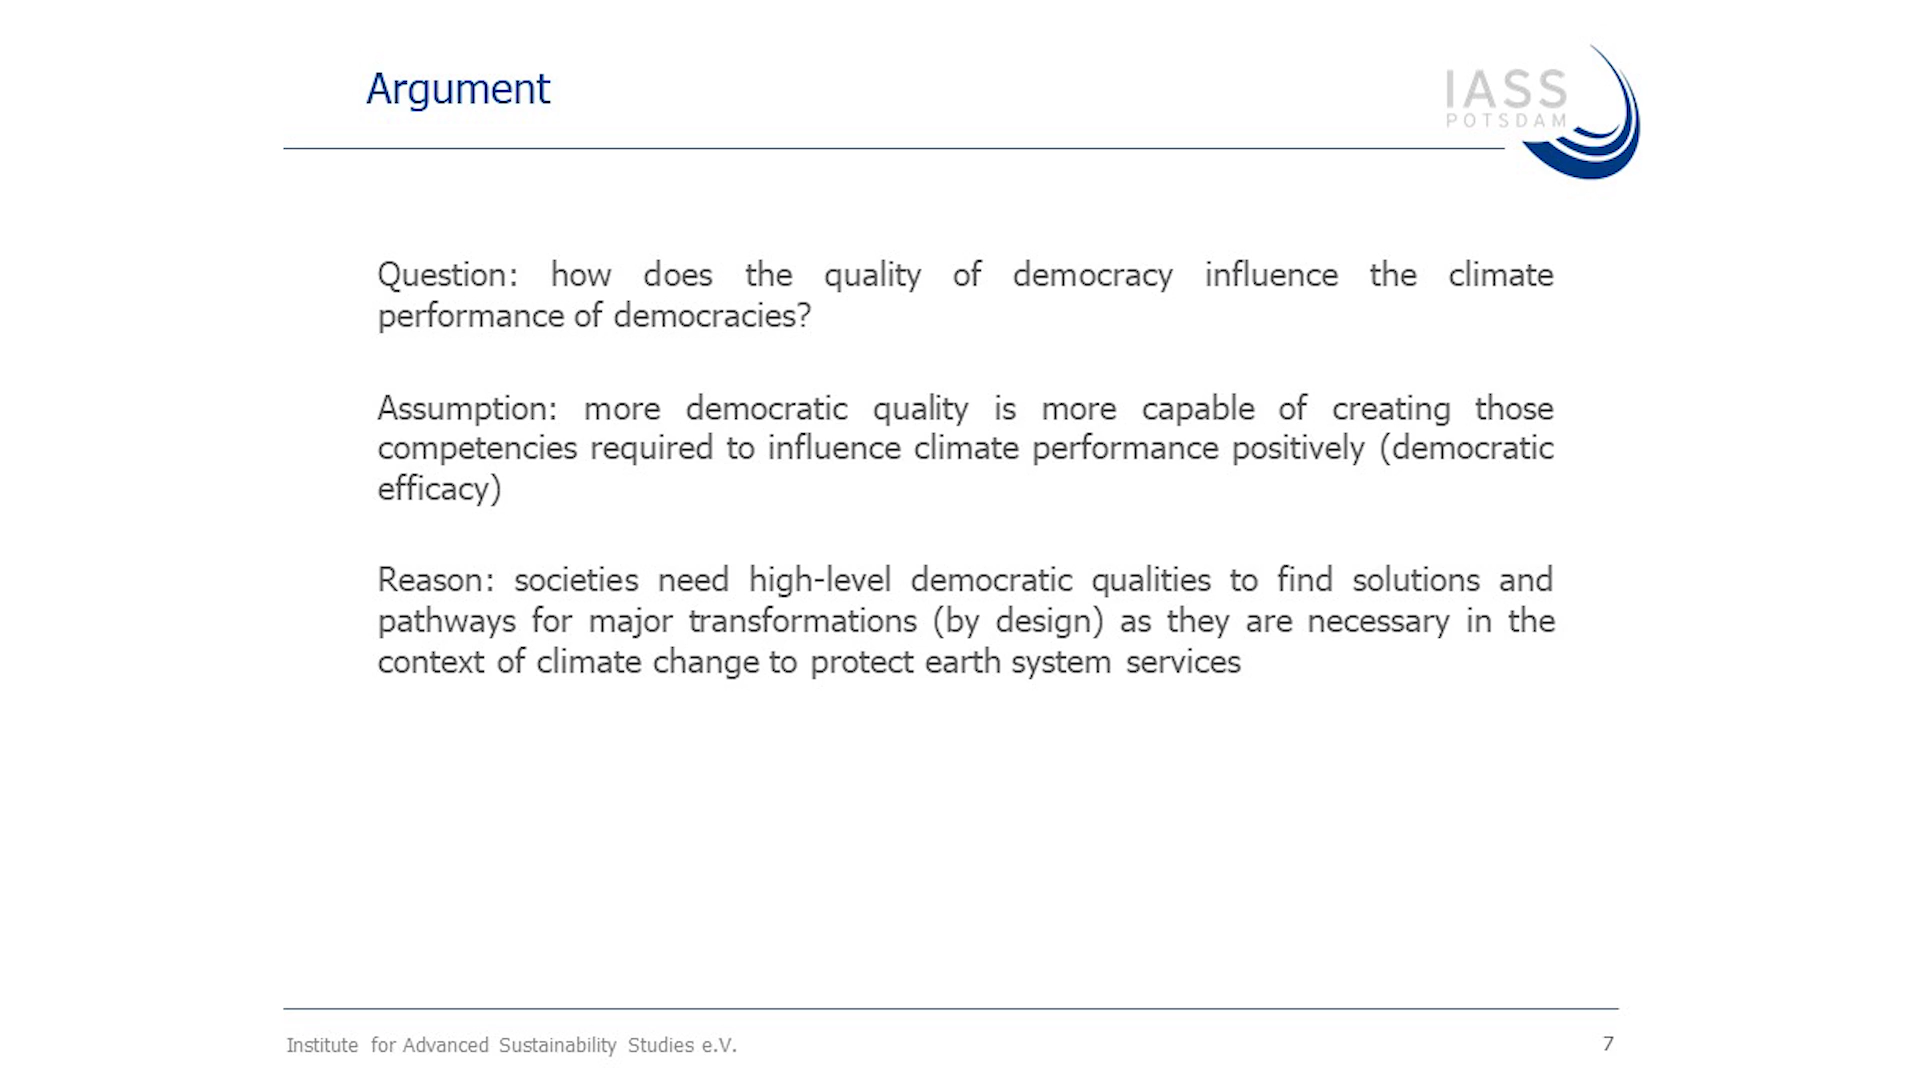 Argument
IASS
POTSDAM
Question: how does the quality of democracy influence the climate
performance of democracies?
Assumption: more democratic quality is more capable of creating those
competencies required to influence climate performance positively (democratic
efficacy)
Reason: societies need high-level democratic qualities to find solutions and
pathways for major transformations (by design) as they are necessary in the
context of climate change to protect earth system services
Institute for Advanced Sustainability Studies e.V.
7